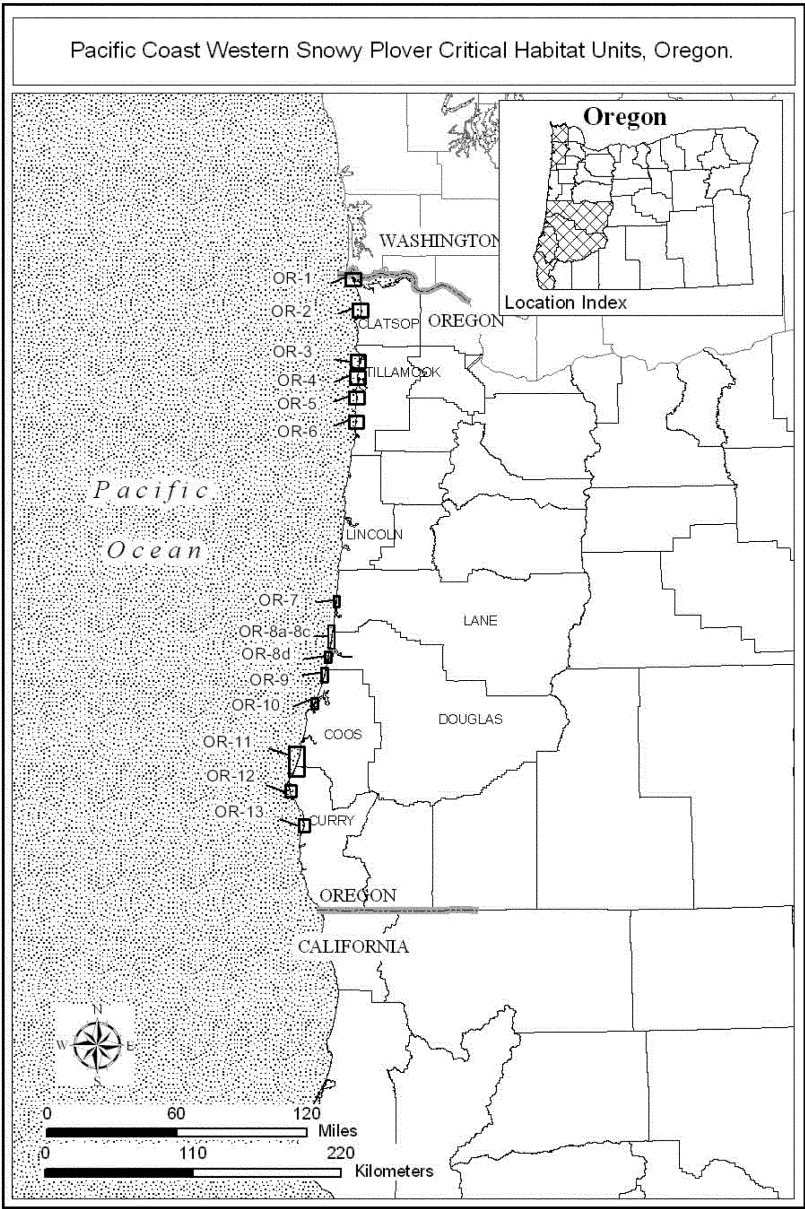 Pacific Coast Western Snowy Plover Critical Habitat Units, Oregon.
Oregon
Location Index
WASHINGTON
OR-1
OR-2
CLATSOP
OREGON
OR-3
TILLAMOOK
OR-4
OR-5
OR-6
Pacific
Ocean
LINCOLN
OR-7
LANE
OR-8a-8c
OR-8d
OR-9
OR-10
DOUGLAS
COOS
OR-11
OR-12
OR-13
CURRY
OREGON
CALIFORNIA
N
W E
S
0 60 120
Miles
0 110 220
Kilometers